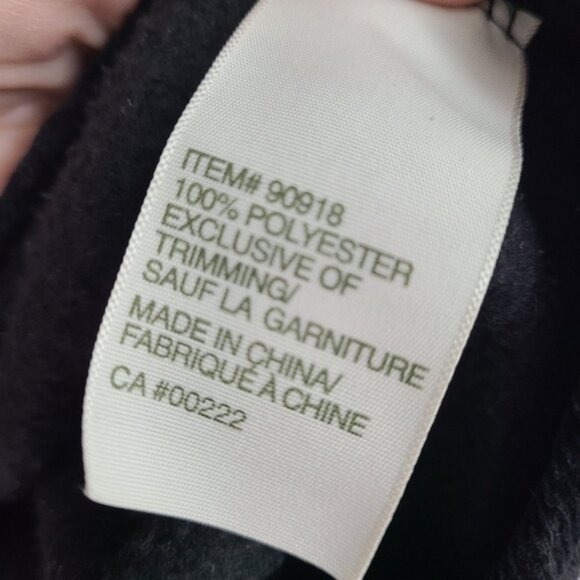 ITEM# 90918
100% POLYESTER
EXCLUSIVE OF
TRIMMING/
SAUF LA GARNITURE
MADE IN CHINA/
FABRIQUÉ A CHINE
CA #00222